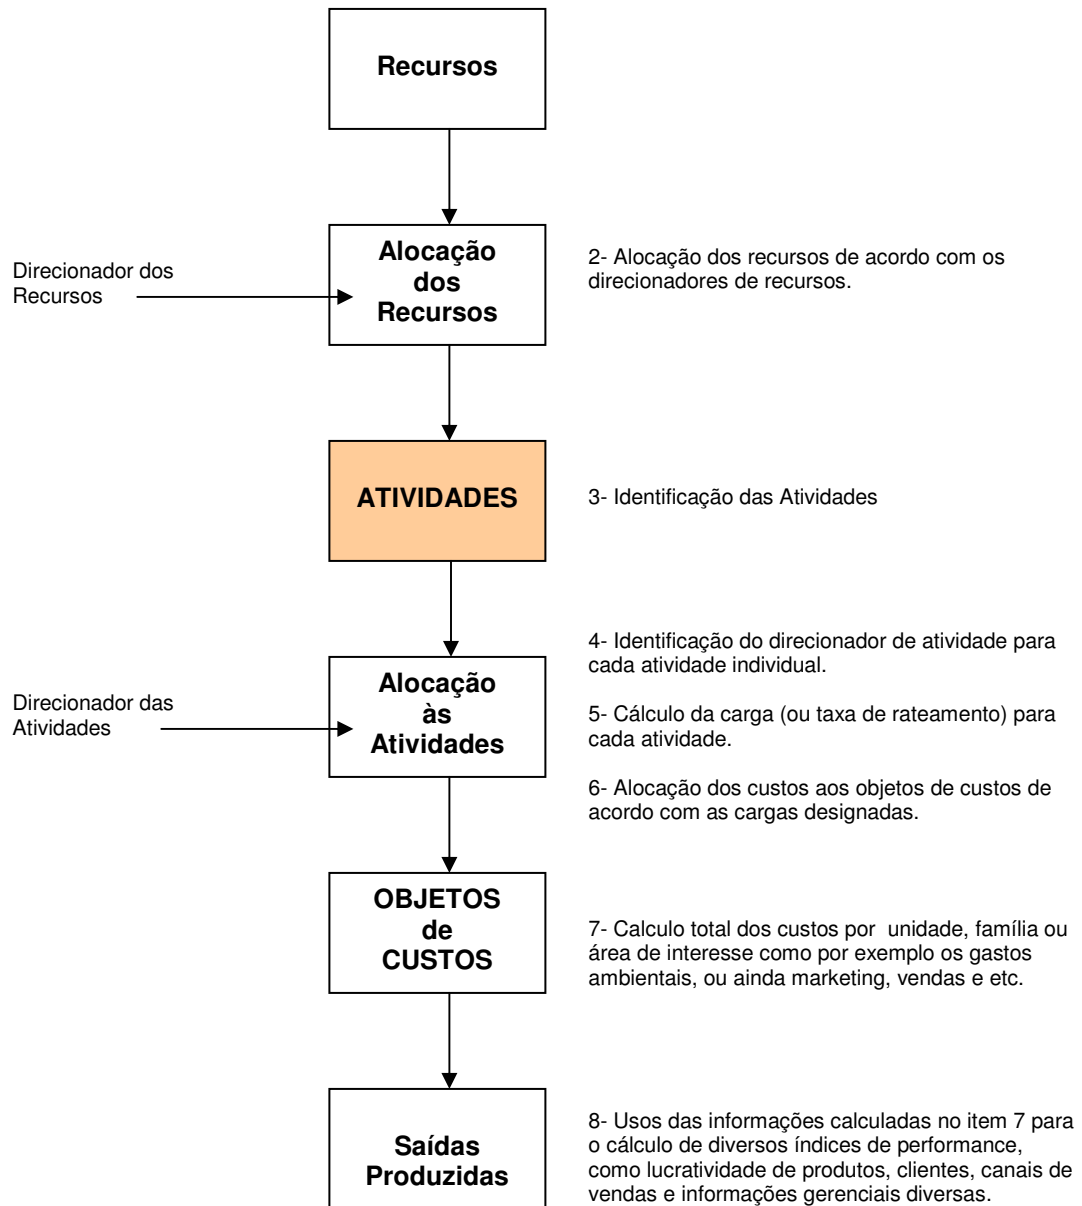 Recursos
Alocação
dos
Recursos
Direcionador dos
Recursos
2- Alocação dos recursos de acordo com os
direcionadores de recursos.
ATIVIDADES
3- Identificação das Atividades
Alocação
às
Atividades
Direcionador das
Atividades
4- Identificação do direcionador de atividade para
cada atividade individual.
5- Cálculo da carga (ou taxa de rateamento) para
cada atividade.
6- Alocação dos custos aos objetos de custos de
acordo com as cargas designadas.
OBJETOS
de
CUSTOS
7- Calculo total dos custos por unidade, família ou
área de interesse como por exemplo os gastos
ambientais, ou ainda marketing, vendas e etc.
Saídas
Produzidas
8- Usos das informações calculadas no item 7 para
o cálculo de diversos índices de performance,
como lucratividade de produtos, clientes, canais de
vendas e informações gerenciais diversas.